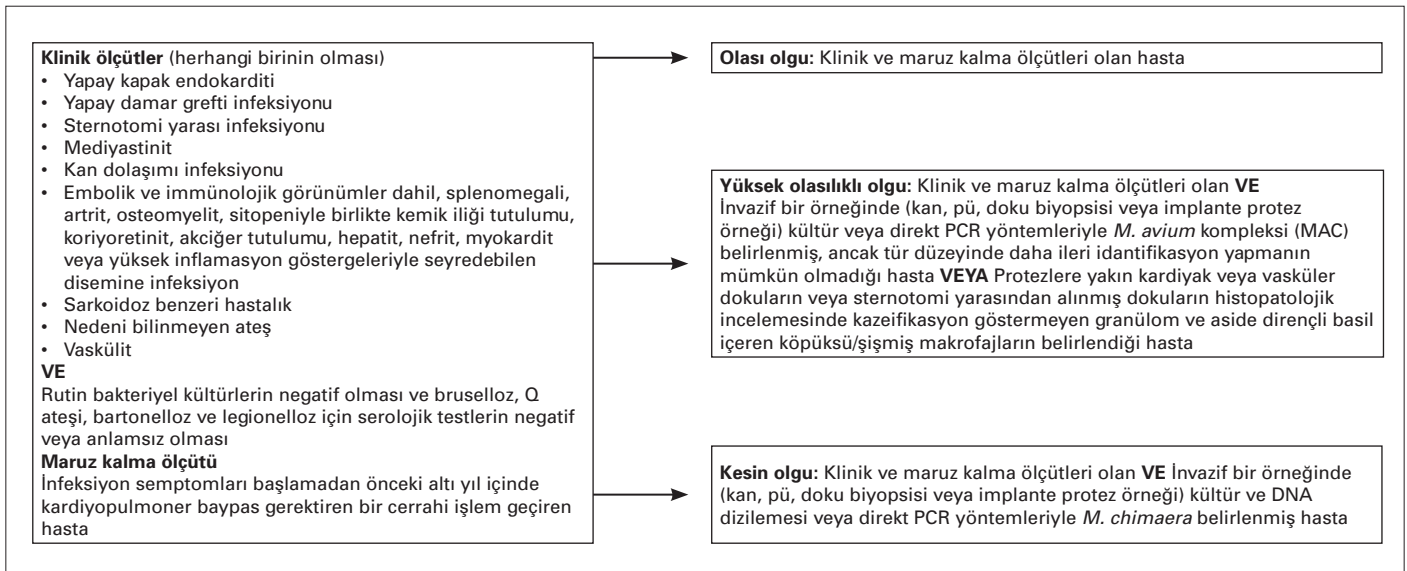 Klinik ölçütler (herhangi birinin olması)
• Yapay kapak endokarditi
• Yapay damar grefti infeksiyonu
• Sternotomi yarası infeksiyonu
• Mediyastinit
• Kan dolaşımı infeksiyonu
• Embolik ve immünolojik görünümler dahil, splenomegali,
artrit, osteomyelit, sitopeniyle birlikte kemik iliği tutulumu,
koriyoretinit, akciğer tutulumu, hepatit, nefrit, myokardit
veya yüksek inflamasyon göstergeleriyle seyredebilen
disemine infeksiyon
• Sarkoidoz benzeri hastalık
• Nedeni bilinmeyen ateş
• Vaskülit
VE
Rutin bakteriyel kültürlerin negatif olması ve bruselloz, Q
ateşi, bartonelloz ve legionelloz için serolojik testlerin negatif
veya anlamsız olması
Maruz kalma ölçütü
İnfeksiyon semptomları başlamadan önceki altı yıl içinde
kardiyopulmoner baypas gerektiren bir cerrahi işlem geçiren
hasta
Olası olgu: Klinik ve maruz kalma ölçütleri olan hasta
Yüksek olasılıklı olgu: Klinik ve maruz kalma ölçütleri olan VE
İnvazif bir örneğinde (kan, pü, doku biyopsisi veya implante protez
örneği) kültür veya direkt PCR yöntemleriyle M. avium kompleksi (MAC)
belirlenmiş, ancak tür düzeyinde daha ileri identifikasyon yapmanın
mümkün olmadığı hasta VEYA Protezlere yakın kardiyak veya vasküler
dokuların veya sternotomi yarasından alınmış dokuların histopatolojik
incelemesinde kazeifikasyon göstermeyen granülom ve aside dirençli basil
içeren köpüksü/şişmiş makrofajların belirlendiği hasta
Kesin olgu: Klinik ve maruz kalma ölçütleri olan VE İnvazif bir örneğinde
(kan, pü, doku biyopsisi veya implante protez örneği) kültür ve DNA
dizilemesi veya direkt PCR yöntemleriyle M. chimaera belirlenmiş hasta